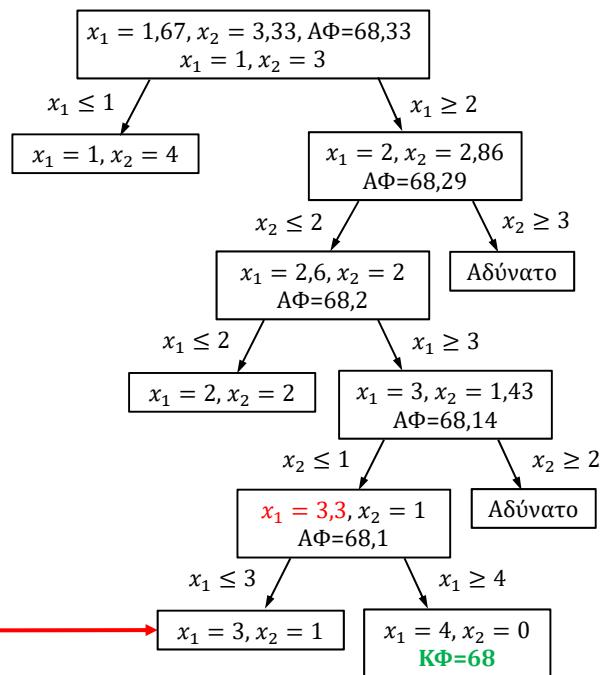 x₁ = 1,67, x₂ = 3,33, ΑΦ=68,33
x₁ = 1, x₂ = 3
x₁ ≤ 1
x₁ ≥ 2
x₁ = 1, x₂ = 4
x₁ = 2, x₂ = 2,86
ΑΦ=68,29
x₂ ≤ 2
x₂ ≥ 3
x₁ = 2,6, x₂ = 2
ΑΦ=68,2
Αδύνατο
x₁ ≤ 2
x₁ ≥ 3
x₁ = 2, x₂ = 2
x₁ = 3, x₂ = 1,43
ΑΦ=68,14
x₂ ≤ 1
x₂ ≥ 2
x₁ = 3,3, x₂ = 1
ΑΦ=68,1
Αδύνατο
x₁ ≤ 3
x₁ ≥ 4
x₁ = 3, x₂ = 1
x₁ = 4, x₂ = 0
ΚΦ=68